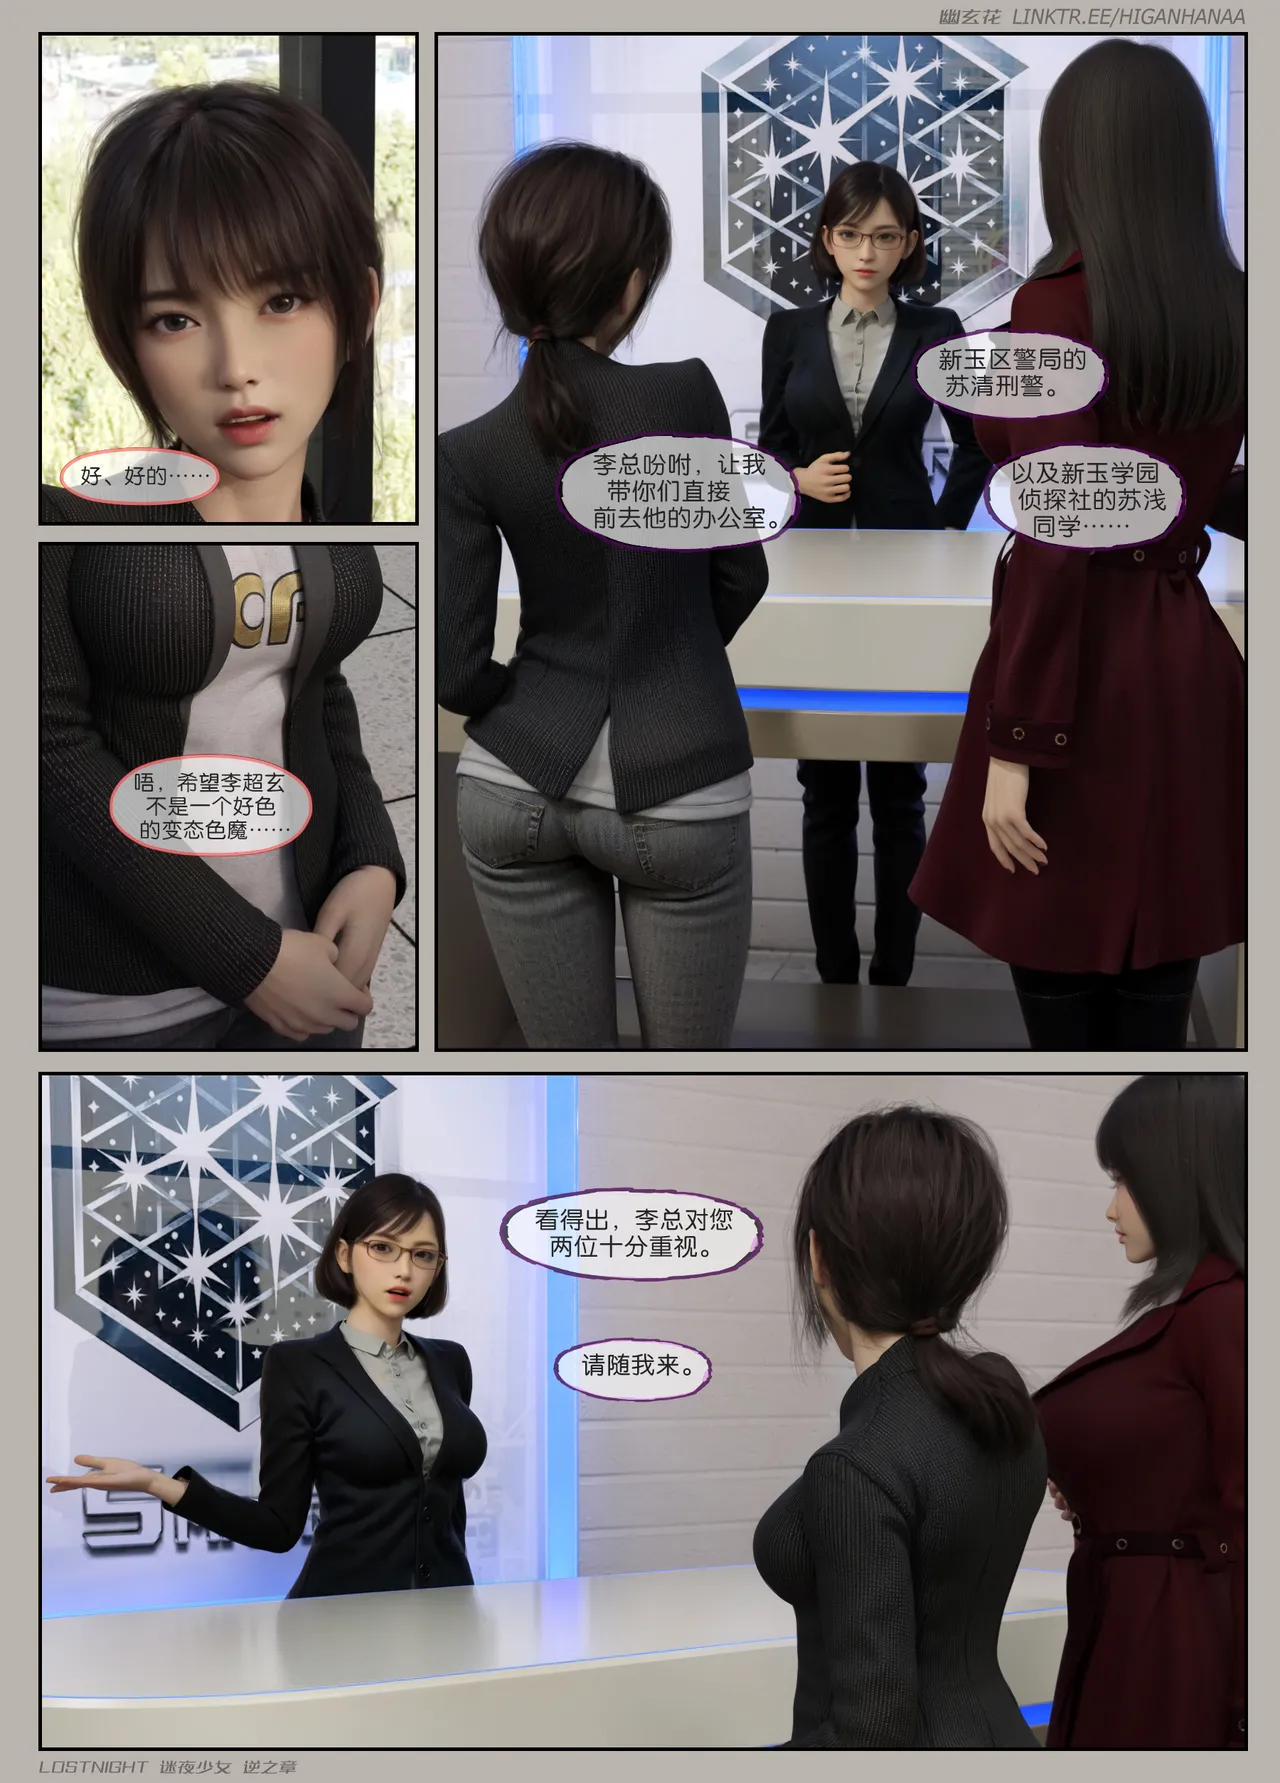 幽玄花 LINKTR.EE/HIGANHANAA
好、好的……
唔，希望李超玄
不是一个好色
的变态色魔……
新玉区警局的
苏清刑警。
以及新玉学园
侦探社的苏浅
同学……
李总吩咐，让我
带你们直接
前去他的办公室。
看得出，李总对您
两位十分重视。
请随我来。
LOSTNIGHT 迷夜少女 逆之章